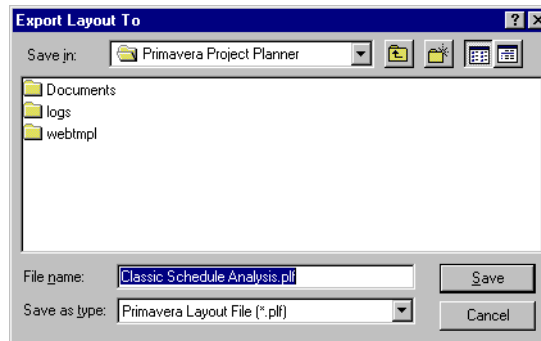 Export Layout To
Save in: Primavera Project Planner
Documents
logs
webtmpl
File name: Classic Schedule Analysis.plf Save
Save as type: Primavera Layout File (*.plf) Cancel